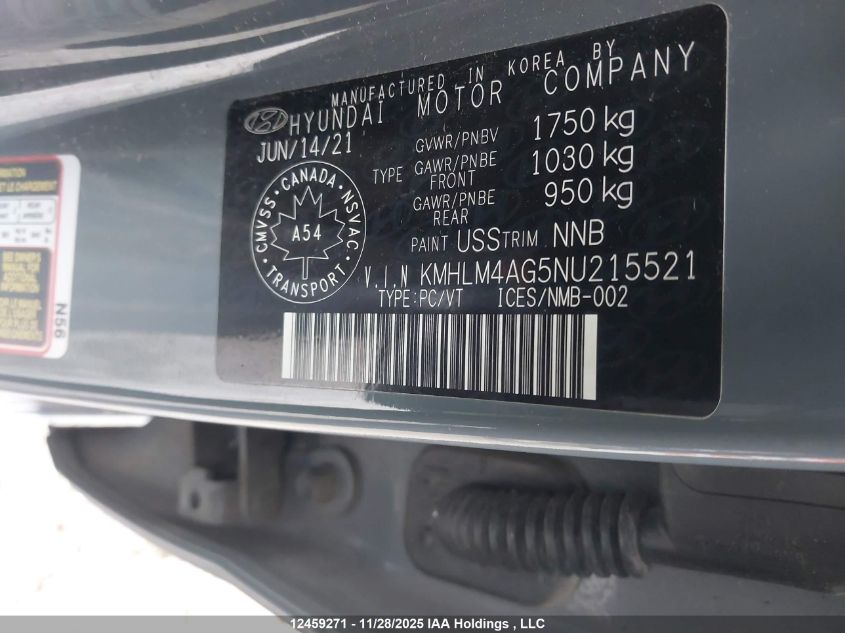 MANUFACTURED IN KOREA BY
HYUNDAI MOTOR COMPANY
JUN/14/21
GVWR/PNBV 1750 kg
TYPE GAWR/PNBE FRONT 1030 kg
GAWR/PNBE REAR 950 kg
CMVSS · CANADA · NSVAC · TRANSPORT ·
A54
PAINT USS TRIM NNB
V.I.N KMHLM4AG5NU215521
TYPE:PC/VT ICES/NMB-002
N56
12459271 - 11/28/2025 IAA Holdings , LLC